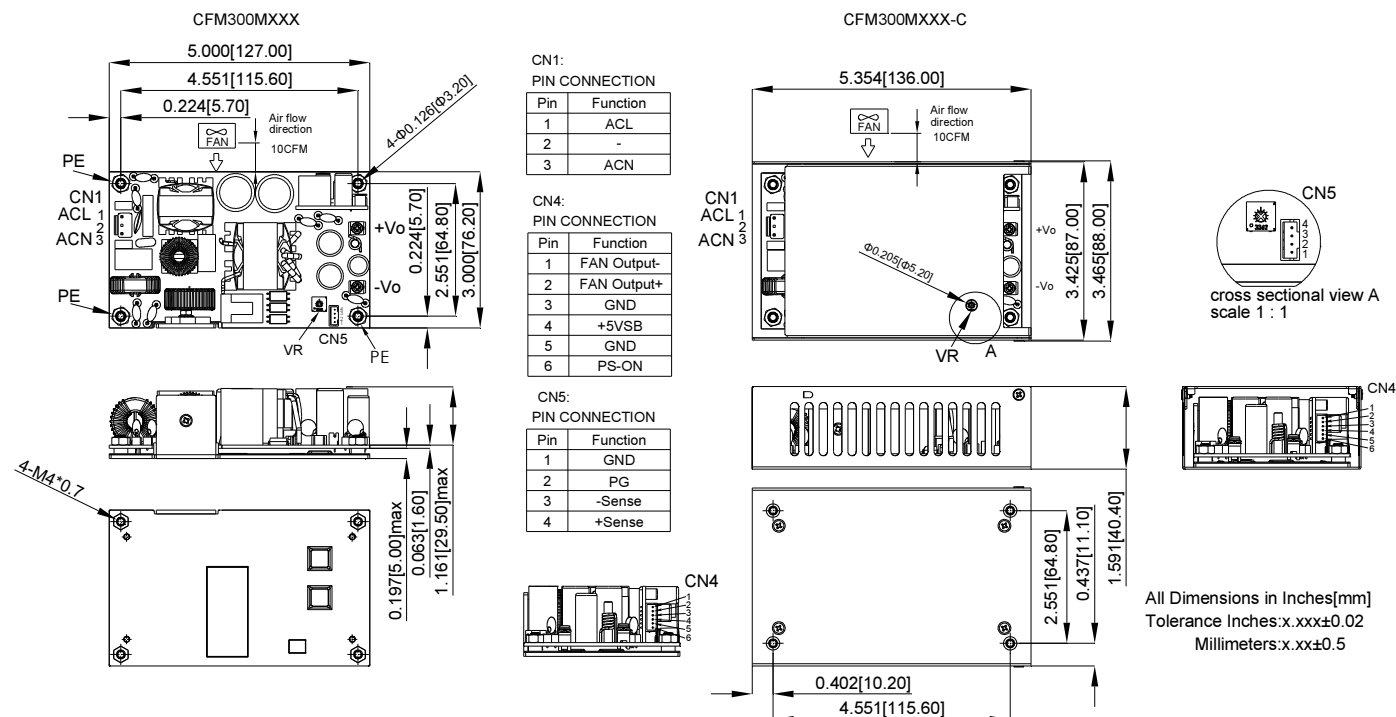 CFM300MXXX
5.000[127.00]
4.551[115.60]
0.224[5.70]
4-Φ0.126[Φ3.20]
FAN
Air flow
direction
10CFM
PE
CN1
ACL 1
2
ACN 3
PE
+Vo
-Vo
VR
CN5
PE
0.224[5.70]
2.551[64.80]
3.000[76.20]
4-M4*0.7
0.197[5.00]max
0.063[1.60]
1.161[29.50]max
CN1:
PIN CONNECTION
Pin Function
1 ACL
2 -
3 ACN
CN4:
PIN CONNECTION
Pin Function
1 FAN Output-
2 FAN Output+
3 GND
4 +5VSB
5 GND
6 PS-ON
CN5:
PIN CONNECTION
Pin Function
1 GND
2 PG
3 -Sense
4 +Sense
CN4
1
2
3
4
5
6
CFM300MXXX-C
5.354[136.00]
FAN
Air flow
direction
10CFM
CN1
ACL 1
2
ACN 3
+Vo
-Vo
Φ0.205[Φ5.20]
VR
A
3.425[87.00]
3.465[88.00]
1.591[40.40]
2.551[64.80]
0.437[11.10]
0.402[10.20]
4.551[115.60]
CN5
4
3
2
1
cross sectional view A
scale 1 : 1
CN4
1
2
3
4
5
6
All Dimensions in Inches[mm]
Tolerance Inches:x.xxx±0.02
Millimeters:x.xx±0.5